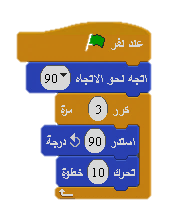 عند نقر
اتجه نحو الاتجاه 90
كرر 3 مرة
استدر 90 درجة
تحرك 10 خطوة